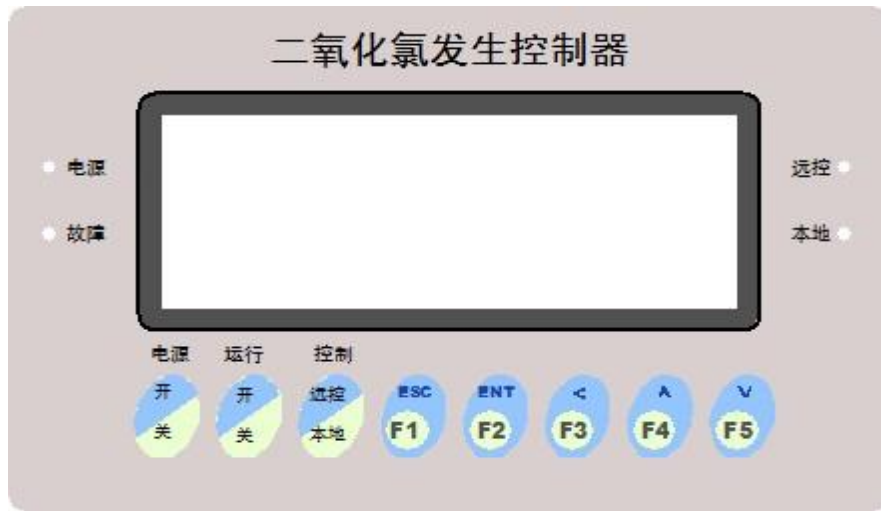 二氧化氯发生控制器
电源 远控
故障 本地
电源 运行 控制
开 开 远控 ESC ENT < ∧ ∨
关 关 本地 F1 F2 F3 F4 F5